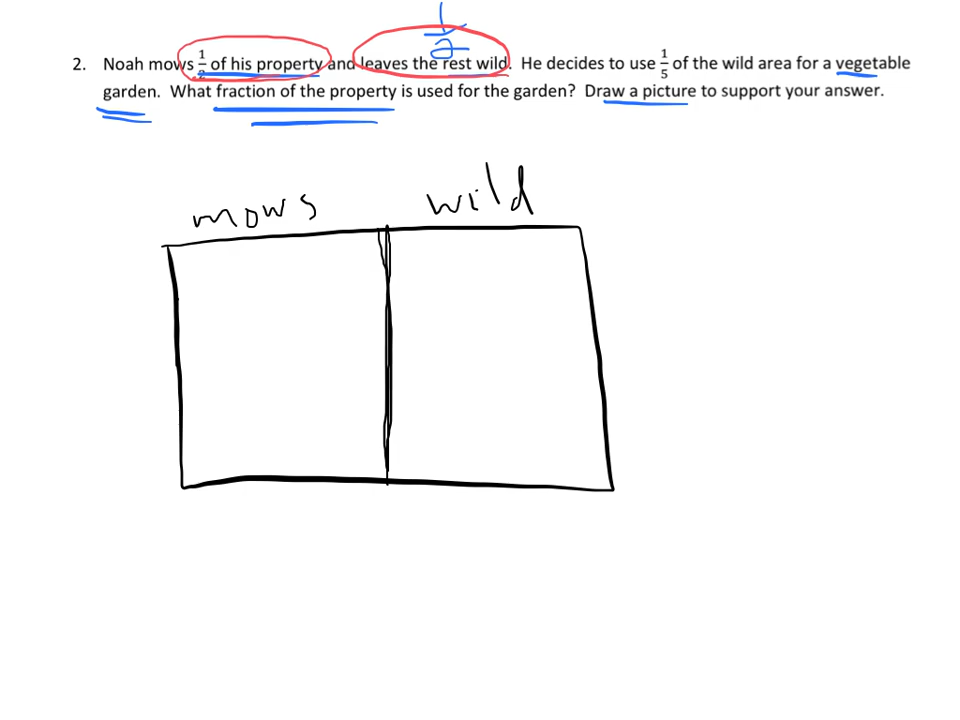 1/2
2. Noah mows 1/2 of his property and leaves the rest wild. He decides to use 1/5 of the wild area for a vegetable
garden. What fraction of the property is used for the garden? Draw a picture to support your answer.
mows wild